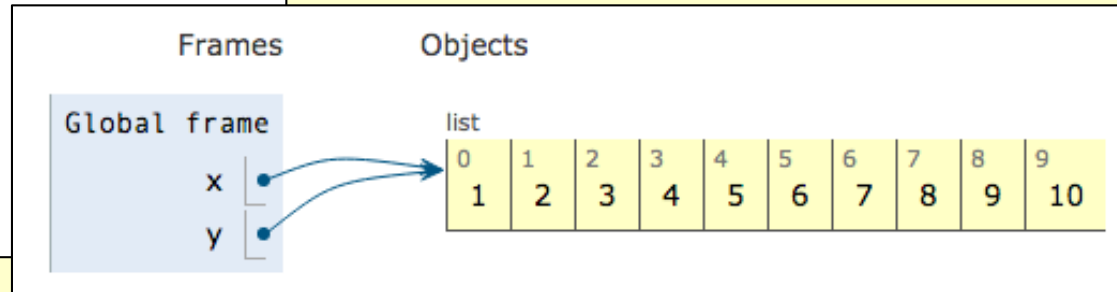 Frames Objects
Global frame
list
0 1 2 3 4 5 6 7 8 9
x
1 2 3 4 5 6 7 8 9 10
y